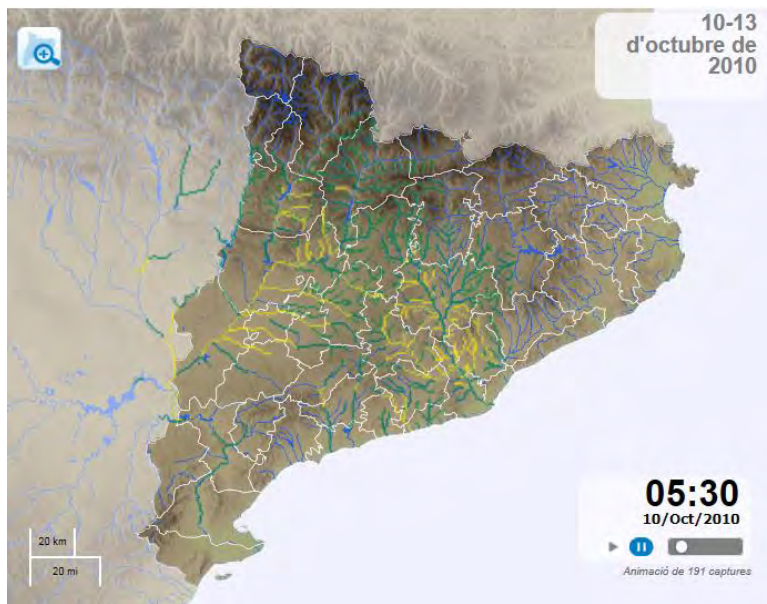 10-13
d'octubre de
2010
05:30
10/Oct/2010
Animació de 191 captures
20 km
20 mi